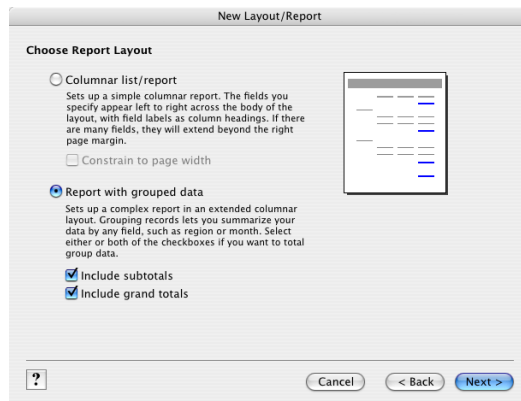 New Layout/Report
Choose Report Layout
Columnar list/report
Sets up a simple columnar report. The fields you
specify appear left to right across the body of the
layout, with field labels as column headings. If there
are many fields, they will extend beyond the right
page margin.
Constrain to page width
Report with grouped data
Sets up a complex report in an extended columnar
layout. Grouping records lets you summarize your
data by any field, such as region or month. Select
either or both of the checkboxes if you want to total
group data.
Include subtotals
Include grand totals
?
Cancel
< Back
Next >